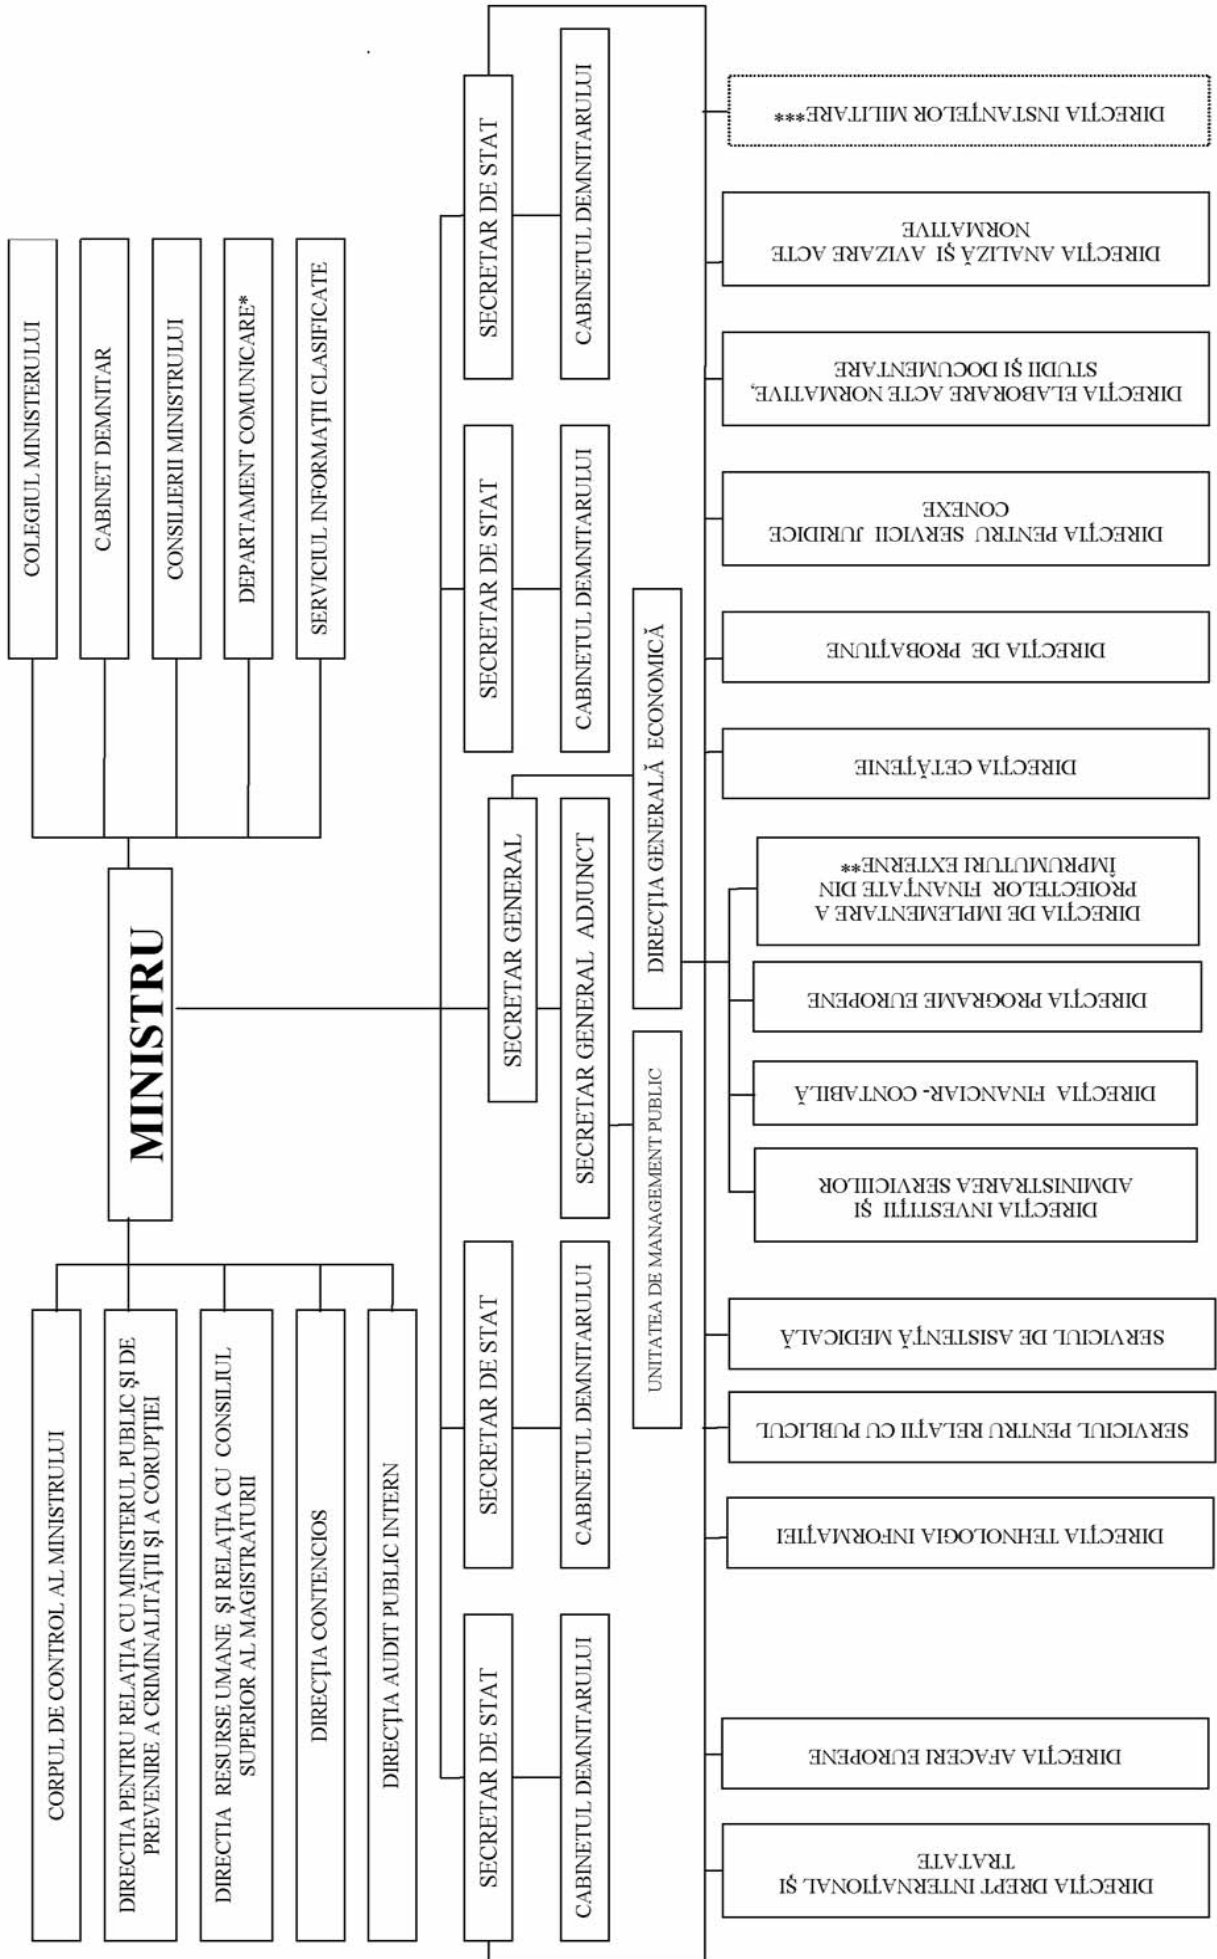 MINISTRU
CORPUL DE CONTROL AL MINISTRULUI
DIRECTIA PENTRU RELAȚIA CU MINISTERUL PUBLIC ȘI DE
PREVENIRE A CRIMINALITĂȚII ȘI A CORUPȚIEI
DIRECTIA RESURSE UMANE ȘI RELAȚIA CU CONSILIUL
SUPERIOR AL MAGISTRATURII
DIRECȚIA CONTENCIOS
DIRECȚIA AUDIT PUBLIC INTERN
COLEGIUL MINISTERULUI
CABINET DEMNITAR
CONSILIERII MINISTRULUI
DEPARTAMENT COMUNICARE*
SERVICIUL INFORMAȚII CLASIFICATE
SECRETAR DE STAT
CABINETUL DEMNITARULUI
SECRETAR DE STAT
CABINETUL DEMNITARULUI
SECRETAR GENERAL
SECRETAR GENERAL ADJUNCT
SECRETAR DE STAT
CABINETUL DEMNITARULUI
SECRETAR DE STAT
CABINETUL DEMNITARULUI
UNITATEA DE MANAGEMENT PUBLIC
DIRECȚIA GENERALĂ ECONOMICĂ
DIRECȚIA DREPT INTERNAȚIONAL ȘI
TRATATE
DIRECȚIA AFACERI EUROPENE
DIRECȚIA TEHNOLOGIA INFORMAȚIEI
SERVICIUL PENTRU RELAȚII CU PUBLICUL
SERVICIUL DE ASISTENȚĂ MEDICALĂ
DIRECȚIA INVESTIȚII ȘI
ADMINISTRAREA SERVICIILOR
DIRECȚIA FINANCIAR- CONTABILĂ
DIRECȚIA PROGRAME EUROPENE
DIRECȚIA DE IMPLEMENTARE A
PROIECTELOR FINANȚATE DIN
ÎMPRUMUTURI EXTERNE**
DIRECȚIA CETĂȚENIE
DIRECȚIA DE PROBAȚIUNE
DIRECȚIA PENTRU SERVICII JURIDICE
CONEXE
DIRECȚIA ELABORARE ACTE NORMATIVE,
STUDII ȘI DOCUMENTARE
DIRECȚIA ANALIZĂ ȘI AVIZARE ACTE
NORMATIVE
DIRECȚIA INSTANȚELOR MILITARE***